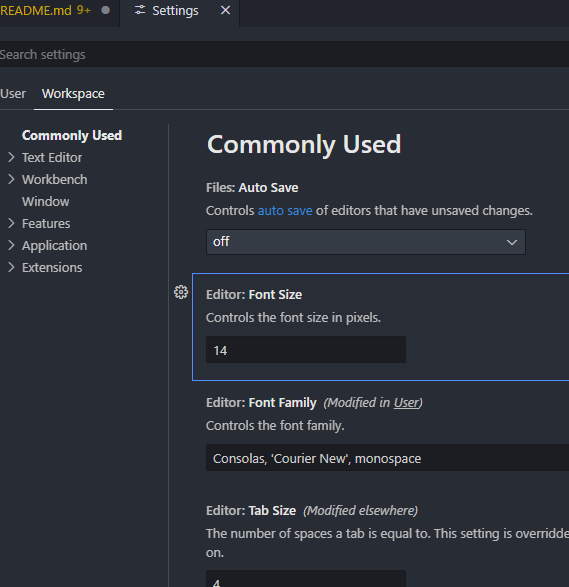 README.md 9+ Settings
Search settings
User Workspace
Commonly Used
Text Editor
Workbench
Window
Features
Application
Extensions
Commonly Used
Files: Auto Save
Controls auto save of editors that have unsaved changes.
off
Editor: Font Size
Controls the font size in pixels.
14
Editor: Font Family (Modified in User)
Controls the font family.
Consolas, 'Courier New', monospace
Editor: Tab Size (Modified elsewhere)
The number of spaces a tab is equal to. This setting is overridde
on.
4